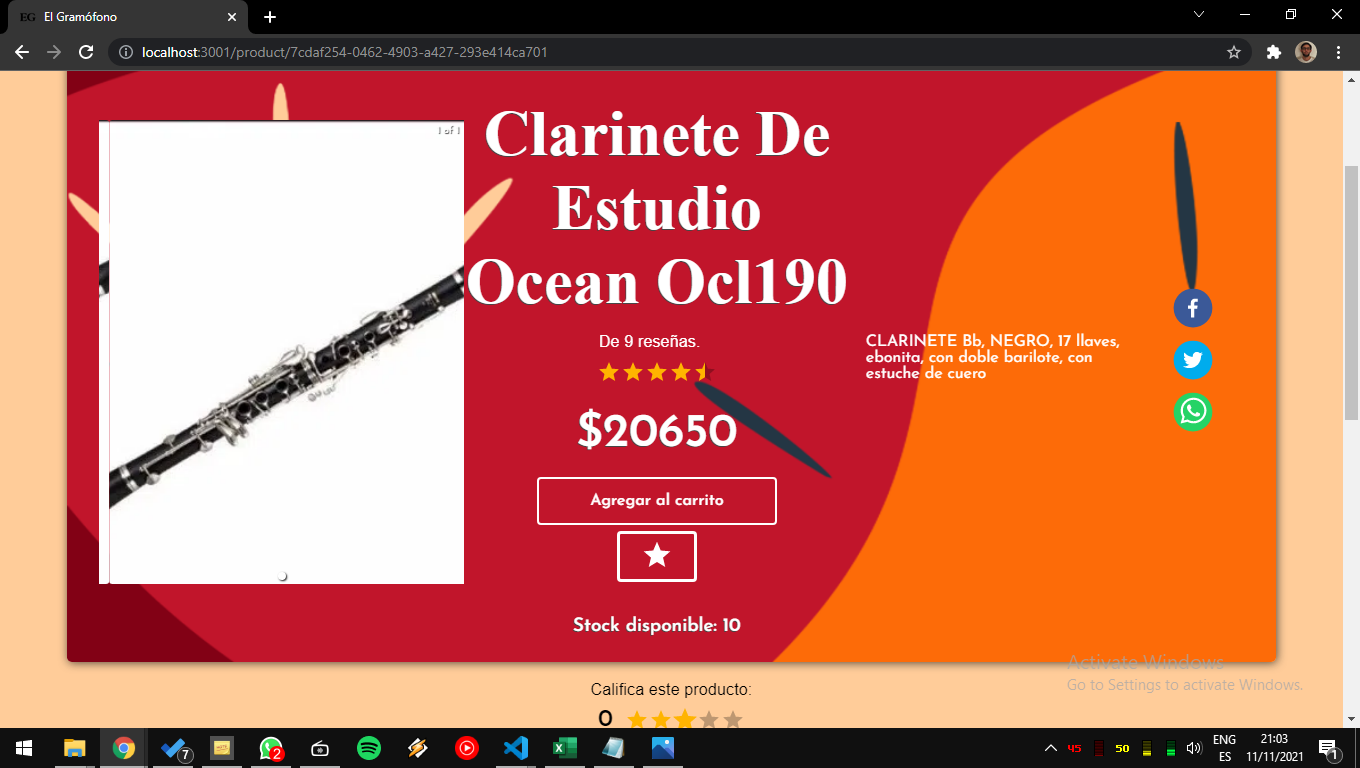 EG El Gramófono
localhost:3001/product/7cdaf254-0462-4903-a427-293e414ca701
1 of 1
Clarinete De
Estudio
Ocean Ocl190
De 9 reseñas.
$20650
Agregar al carrito
Stock disponible: 10
CLARINETE Bb, NEGRO, 17 llaves,
ebonita, con doble barilote, con
estuche de cuero
Activate Windows
Go to Settings to activate Windows.
Califica este producto:
0
7
2
45
50
ENG
ES
21:03
11/11/2021
1